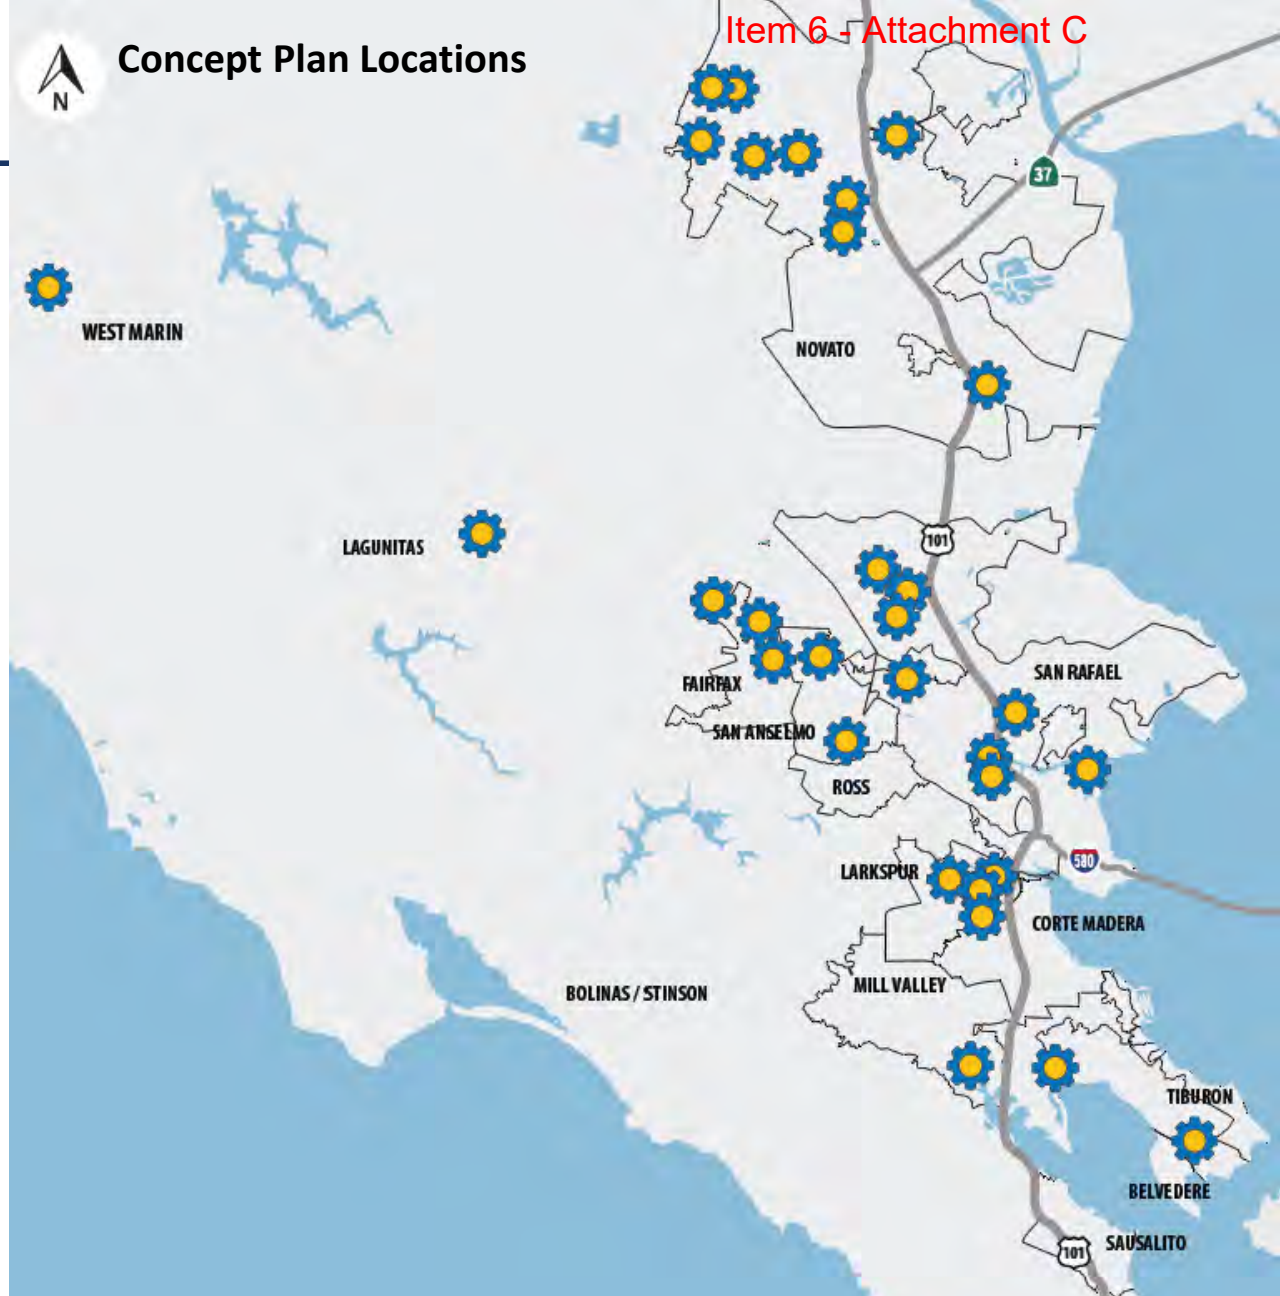 Item 6 - Attachment C
Concept Plan Locations
N
37
WEST MARIN
NOVATO
101
LAGUNITAS
SAN RAFAEL
FAIRFAX
SAN ANSELMO
ROSS
580
LARKSPUR
CORTE MADERA
MILL VALLEY
BOLINAS / STINSON
TIBURON
BELVEDERE
SAUSALITO
101